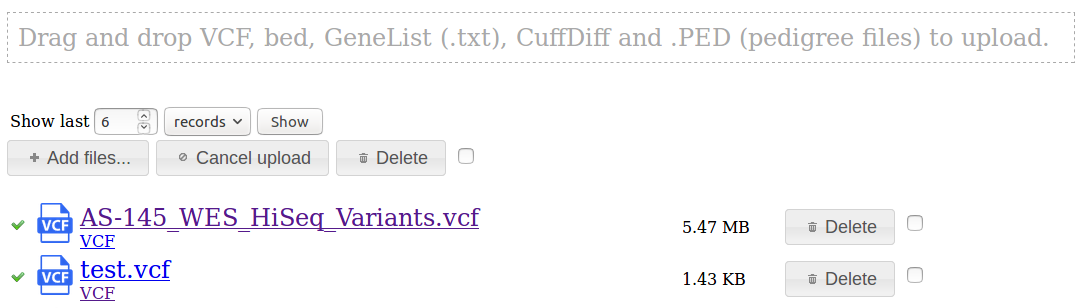 Drag and drop VCF, bed, GeneList (.txt), CuffDiff and .PED (pedigree files) to upload.
Show last 6 records Show
Add files... Cancel upload Delete
VCF AS-145_WES_HiSeq_Variants.vcf 5.47 MB Delete
VCF
VCF test.vcf 1.43 KB Delete
VCF